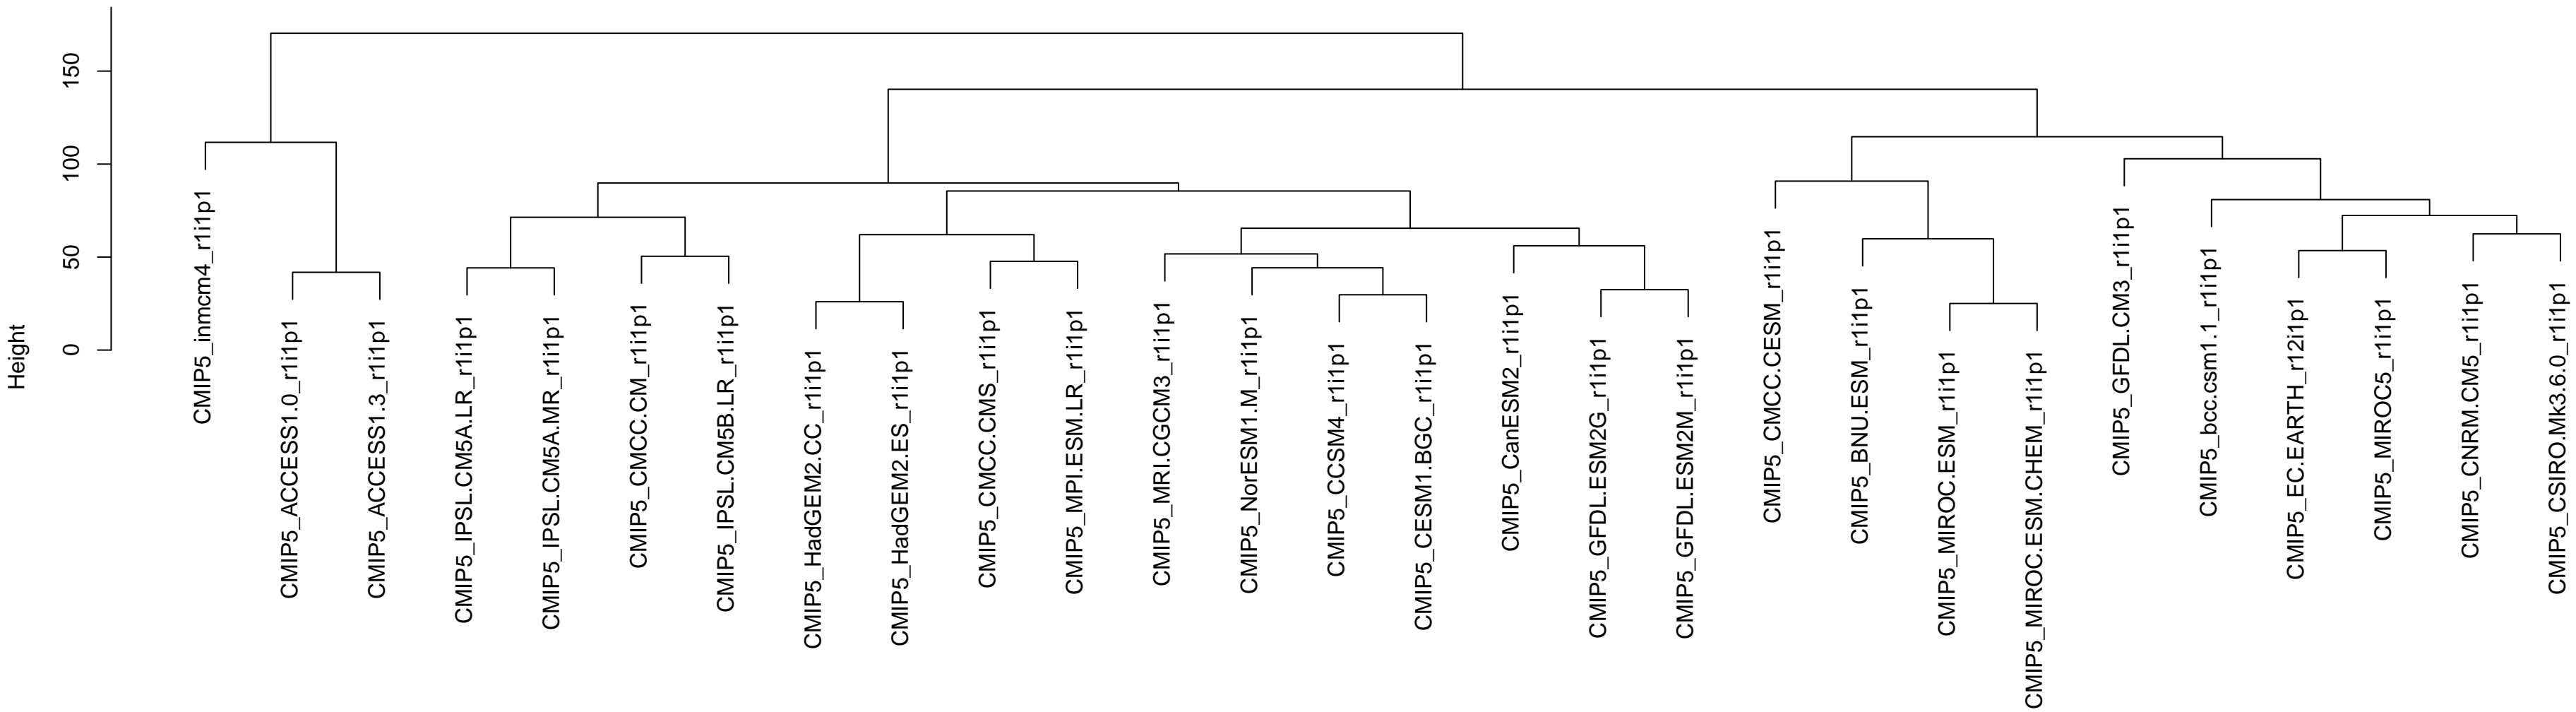 Height
0
50
100
150
CMIP5_inmcm4_r1i1p1
CMIP5_ACCESS1.0_r1i1p1
CMIP5_ACCESS1.3_r1i1p1
CMIP5_IPSL.CM5A.LR_r1i1p1
CMIP5_IPSL.CM5A.MR_r1i1p1
CMIP5_CMCC.CM_r1i1p1
CMIP5_IPSL.CM5B.LR_r1i1p1
CMIP5_HadGEM2.CC_r1i1p1
CMIP5_HadGEM2.ES_r1i1p1
CMIP5_CMCC.CMS_r1i1p1
CMIP5_MPI.ESM.LR_r1i1p1
CMIP5_MRI.CGCM3_r1i1p1
CMIP5_NorESM1.M_r1i1p1
CMIP5_CCSM4_r1i1p1
CMIP5_CESM1.BGC_r1i1p1
CMIP5_CanESM2_r1i1p1
CMIP5_GFDL.ESM2G_r1i1p1
CMIP5_GFDL.ESM2M_r1i1p1
CMIP5_CMCC.CESM_r1i1p1
CMIP5_BNU.ESM_r1i1p1
CMIP5_MIROC.ESM_r1i1p1
CMIP5_MIROC.ESM.CHEM_r1i1p1
CMIP5_GFDL.CM3_r1i1p1
CMIP5_bcc.csm1.1_r1i1p1
CMIP5_EC.EARTH_r12i1p1
CMIP5_MIROC5_r1i1p1
CMIP5_CNRM.CM5_r1i1p1
CMIP5_CSIRO.Mk3.6.0_r1i1p1